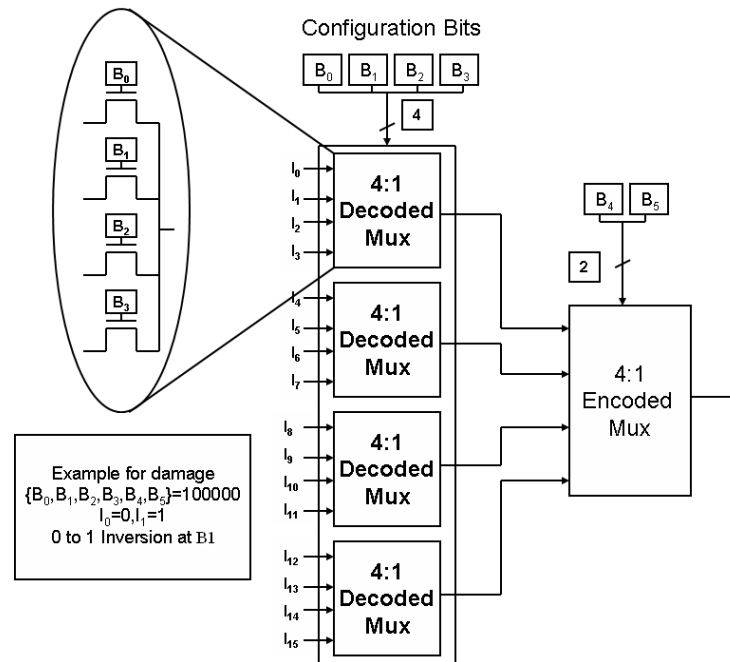 Configuration Bits
B₀ B₁ B₂ B₃
4
B₀
B₁
B₂
B₃
I₀
I₁
I₂
I₃
4:1
Decoded
Mux
B₄ B₅
2
I₄
I₅
I₆
I₇
4:1
Decoded
Mux
4:1
Encoded
Mux
I₈
I₉
I₁₀
I₁₁
4:1
Decoded
Mux
Example for damage
{B₀,B₁,B₂,B₃,B₄,B₅}=100000
I₀=0,I₁=1
0 to 1 Inversion at B1
I₁₂
I₁₃
I₁₄
I₁₅
4:1
Decoded
Mux